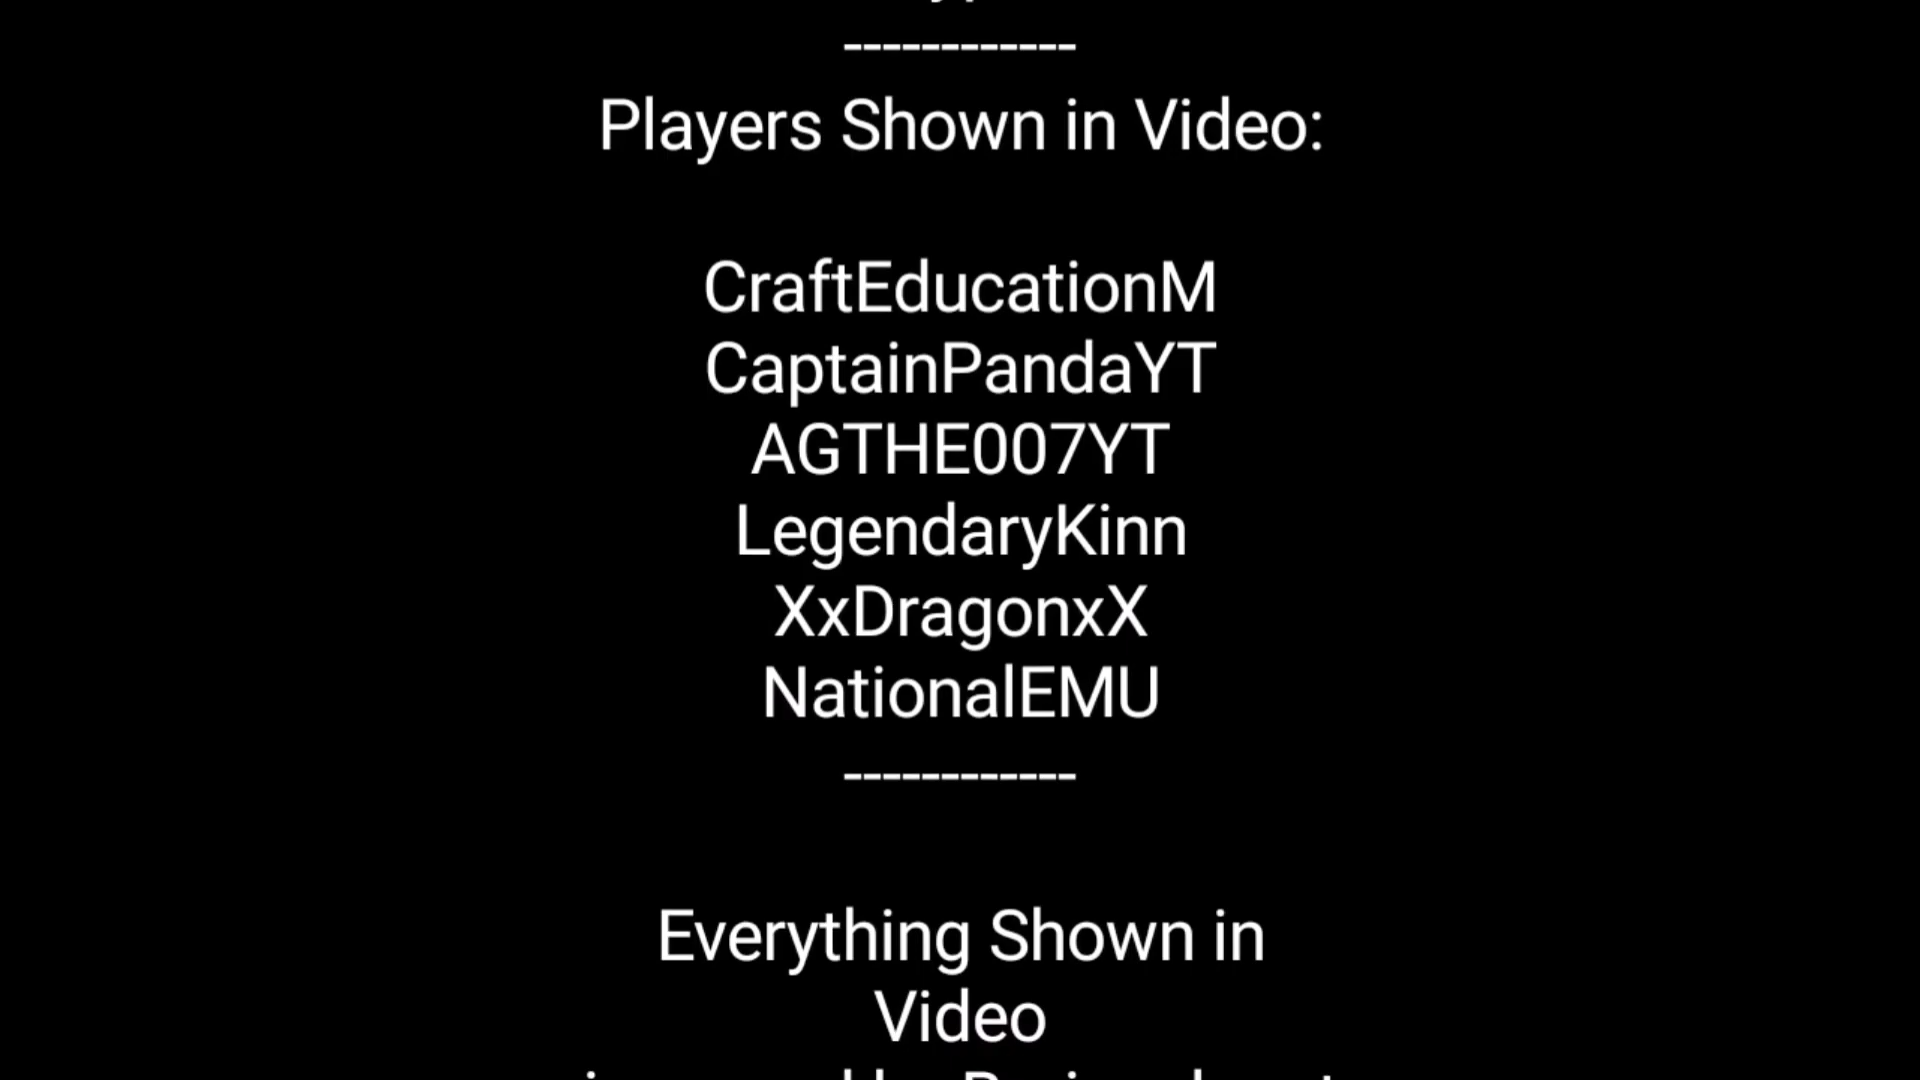 ------------
Players Shown in Video:
CraftEducationM
CaptainPandaYT
AGTHE007YT
LegendaryKinn
XxDragonxX
NationalEMU
------------
Everything Shown in
Video